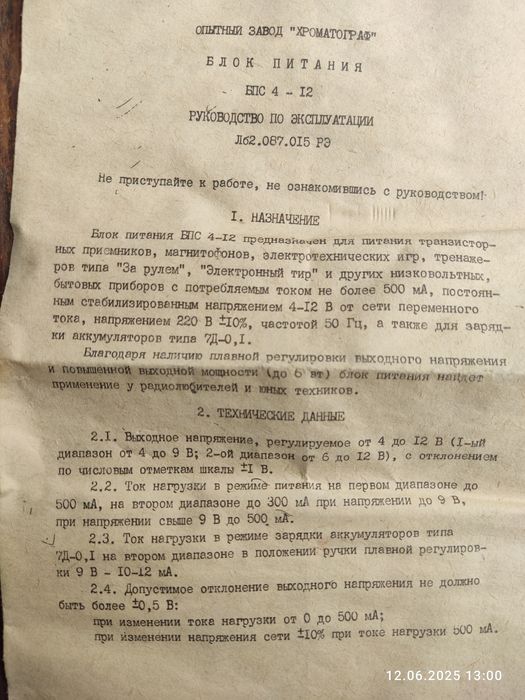 ОПЫТНЫЙ ЗАВОД "ХРОМАТОГРАФ"
БЛОК ПИТАНИЯ
БПС 4 - 12
РУКОВОДСТВО ПО ЭКСПЛУАТАЦИИ
Лб2.087.015 РЭ
Не приступайте к работе, не ознакомившись с руководством!
I. НАЗНАЧЕНИЕ
Блок питания БПС 4-12 предназначен для питания транзистор-
ных приемников, магнитофонов, электротехнических игр, тренаже-
ров типа "За рулем", "Электронный тир" и других низковольтных,
бытовых приборов с потребляемым током не более 500 мА, постоян-
ным стабилизированным напряжением 4-12 В от сети переменного
тока, напряжением 220 В ±10%, частотой 50 Гц, а также для заряд-
ки аккумуляторов типа 7Д-0,I.
Благодаря наличию плавной регулировки выходного напряжения
и повышенной выходной мощности (до 6 вт) блок питания найдет
применение у радиолюбителей и юных техников.
2. ТЕХНИЧЕСКИЕ ДАННЫЕ
2.I. Выходное напряжение, регулируемое от 4 до 12 В (I-ый
диапазон от 4 до 9 В; 2-ой диапазон от 6 до 12 В), с отклонением
по числовым отметкам шкалы ±I В.
2.2. Ток нагрузки в режиме питания на первом диапазоне до
500 мА, на втором диапазоне до 300 мА при напряжении до 9 В,
при напряжении свыше 9 В до 500 мА.
2.3. Ток нагрузки в режиме зарядки аккумуляторов типа
7Д-0,I на втором диапазоне в положении ручки плавной регулиров-
ки 9 В - IO-12 мА.
2.4. Допустимое отклонение выходного напряжения не должно
быть более ±0,5 В:
при изменении тока нагрузки от 0 до 500 мА;
при изменении напряжения сети ±10% при токе нагрузки 500 мА.
12.06.2025 13:00